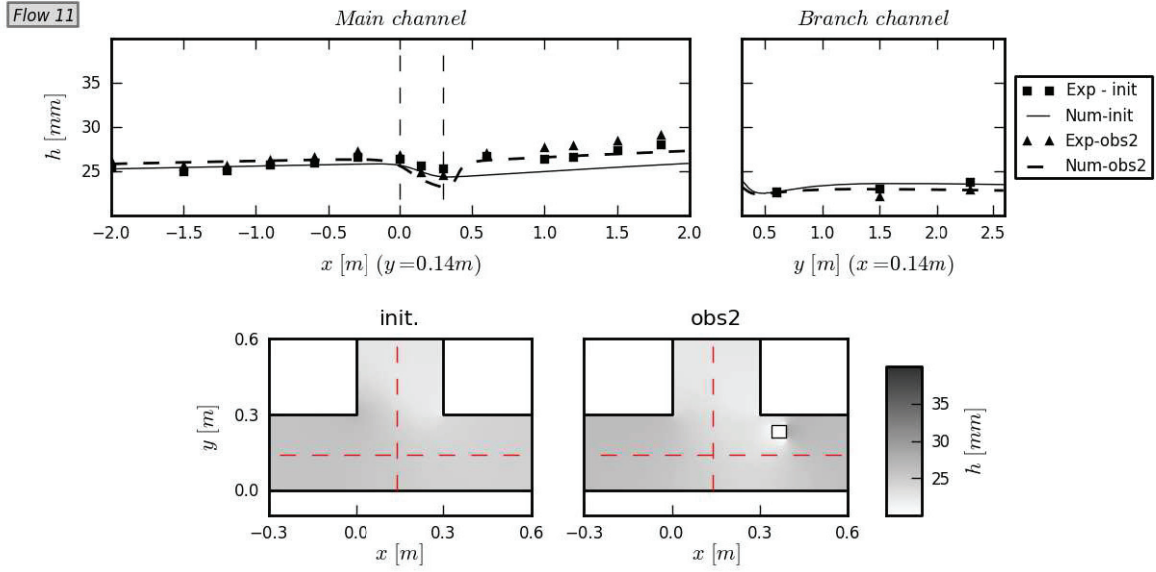 Flow 11
Main channel
Branch channel
h [mm]
35
30
25
−2.0 −1.5 −1.0 −0.5 0.0 0.5 1.0 1.5 2.0
x [m] (y =0.14m)
0.5 1.0 1.5 2.0 2.5
y [m] (x =0.14m)
Exp - init
Num-init
Exp-obs2
Num-obs2
init.
obs2
y [m]
0.6
0.3
0.0
−0.3 0.0 0.3 0.6
x [m]
−0.3 0.0 0.3 0.6
x [m]
35
30
25
h [mm]